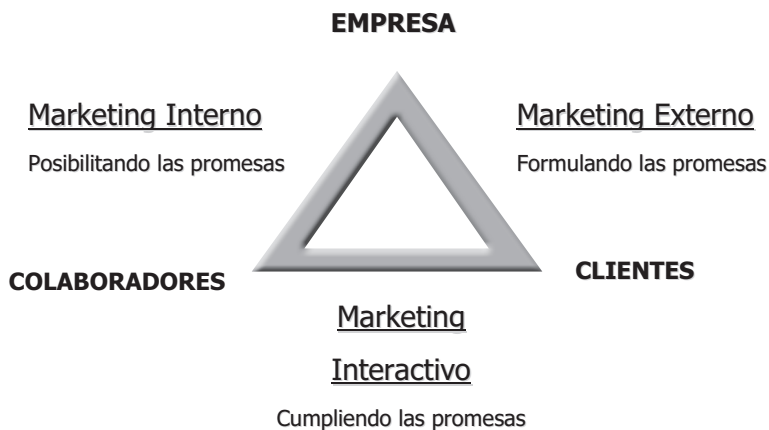 EMPRESA
Marketing Interno
Posibilitando las promesas
Marketing Externo
Formulando las promesas
COLABORADORES
CLIENTES
Marketing
Interactivo
Cumpliendo las promesas